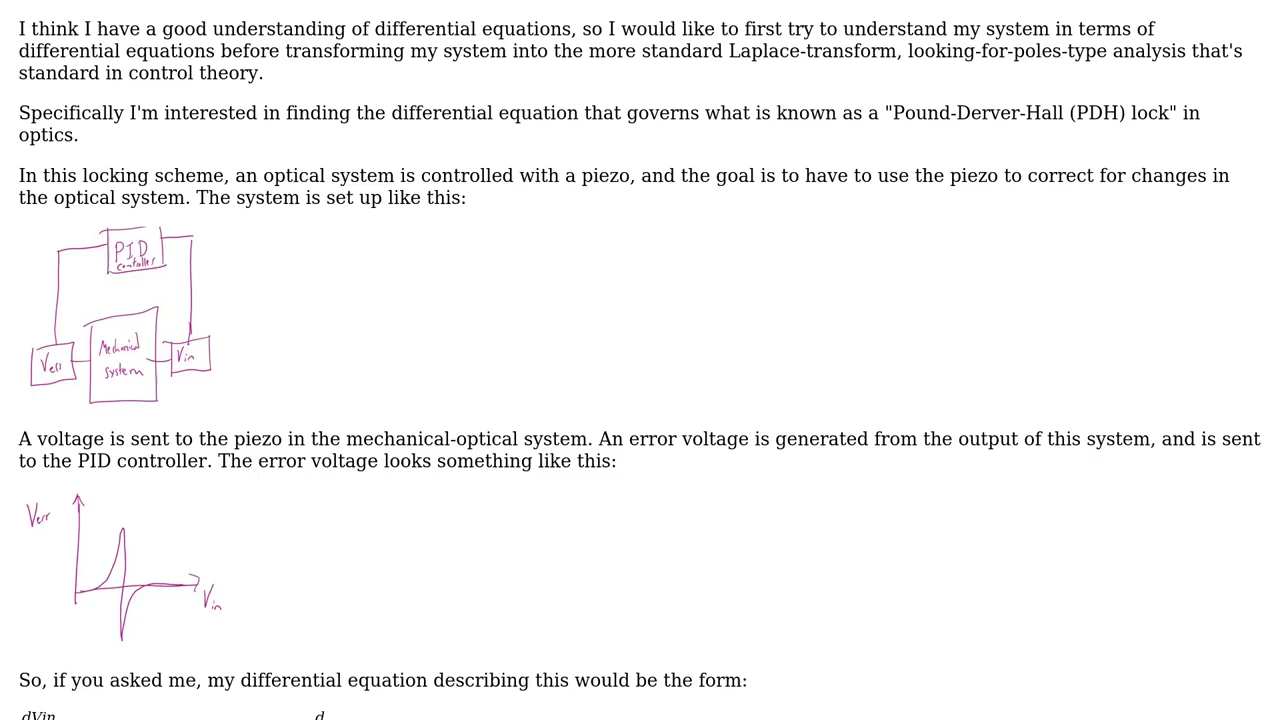 I think I have a good understanding of differential equations, so I would like to first try to understand my system in terms of
differential equations before transforming my system into the more standard Laplace-transform, looking-for-poles-type analysis that's
standard in control theory.
Specifically I'm interested in finding the differential equation that governs what is known as a "Pound-Derver-Hall (PDH) lock" in
optics.
In this locking scheme, an optical system is controlled with a piezo, and the goal is to have to use the piezo to correct for changes in
the optical system. The system is set up like this:
PID
controller
Mechanical
system
Verr
Vin
A voltage is sent to the piezo in the mechanical-optical system. An error voltage is generated from the output of this system, and is sent
to the PID controller. The error voltage looks something like this:
Verr
Vin
So, if you asked me, my differential equation describing this would be the form:
dVin d